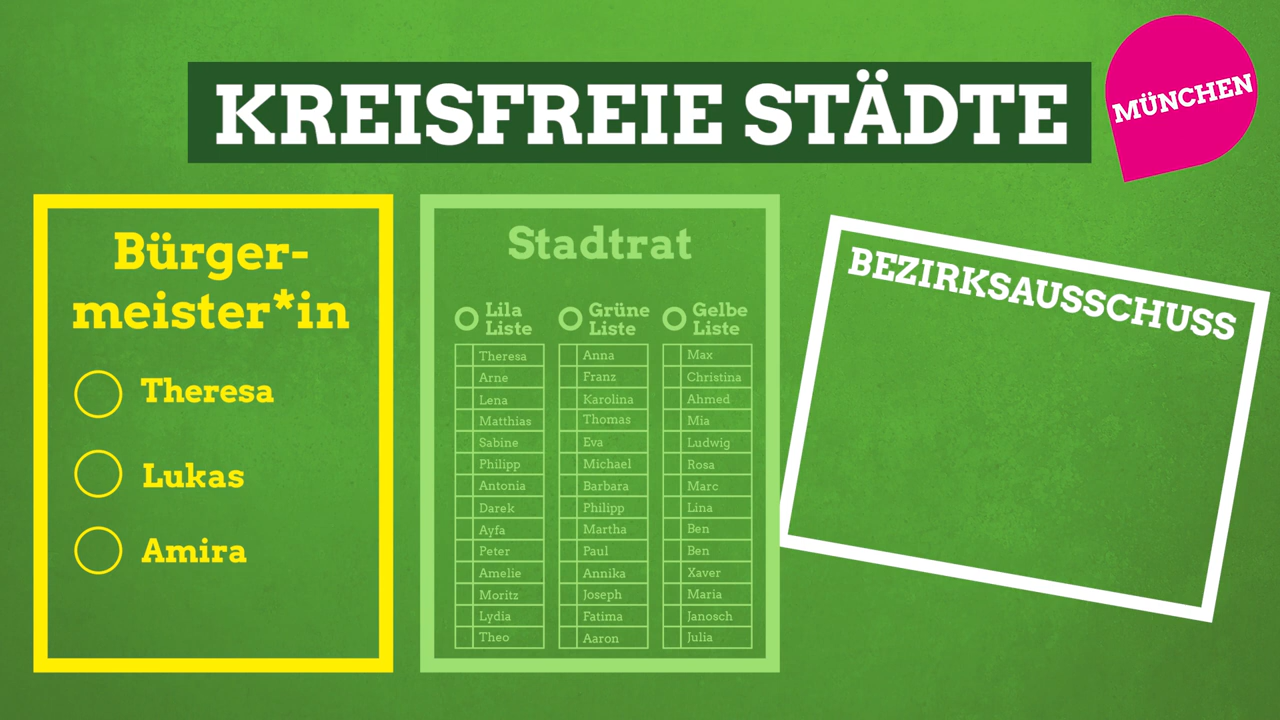 KREISFREIE STÄDTE
MÜNCHEN
Bürger-
meister*in
Theresa
Lukas
Amira
Stadtrat
Lila
Liste
Theresa
Arne
Lena
Matthias
Sabine
Philipp
Antonia
Darek
Ayfa
Peter
Amelie
Moritz
Lydia
Theo
Grüne
Liste
Anna
Franz
Karolina
Thomas
Eva
Michael
Barbara
Philipp
Martha
Paul
Annika
Joseph
Fatima
Aaron
Gelbe
Liste
Max
Christina
Ahmed
Mia
Ludwig
Rosa
Marc
Lina
Ben
Ben
Xaver
Maria
Janosch
Julia
BEZIRKSAUSSCHUSS